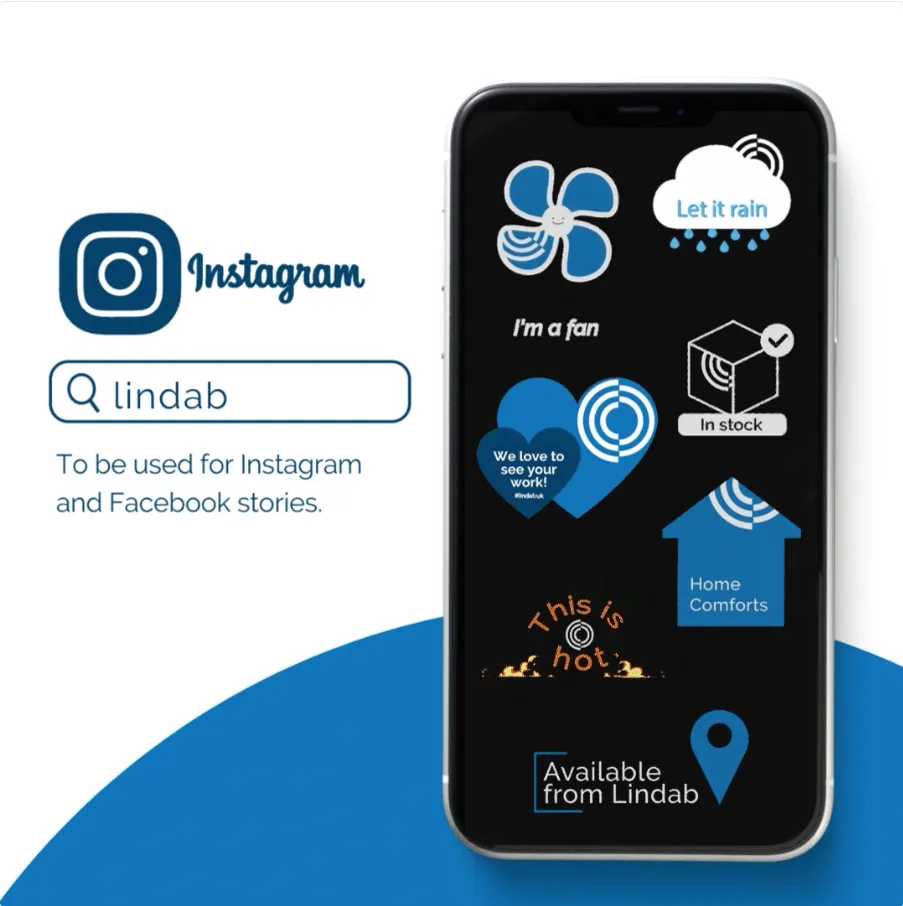 Instagram
lindab
To be used for Instagram
and Facebook stories.
Let it rain
I'm a fan
In stock
We love to
see your
work!
#lindabuk
Home
Comforts
This is
hot
Available
from Lindab